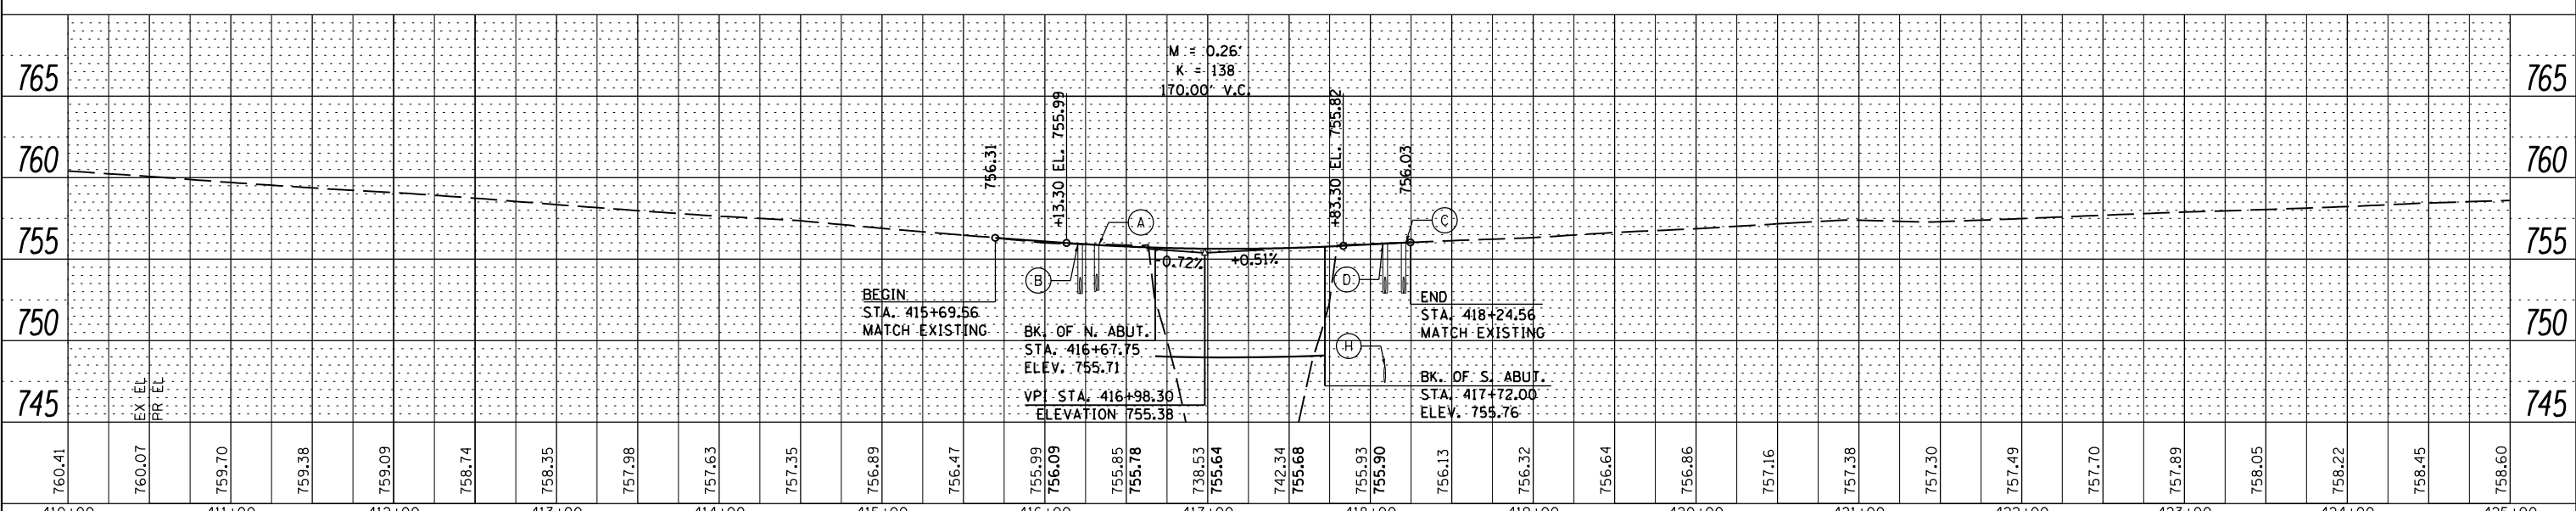 M = 0.26'
K = 138
170.00' V.C.
765
765
760
760
755
755
750
750
745
745
756.31
+13.30 EL. 755.99
+83.30 EL. 755.82
756.03
A
B
C
D
H
-0.72%
+0.51%
BEGIN
STA. 415+69.56
MATCH EXISTING
BK. OF N. ABUT.
STA. 416+67.75
ELEV. 755.71
VPI STA. 416+98.30
ELEVATION 755.38
END
STA. 418+24.56
MATCH EXISTING
BK. OF S. ABUT.
STA. 417+72.00
ELEV. 755.76
EX EL
PR EL
760.41
760.07
759.70
759.38
759.09
758.74
758.35
757.98
757.63
757.35
756.89
756.47
755.99
756.09
755.85
755.78
738.53
755.64
742.34
755.68
755.93
755.90
756.13
756.32
756.64
756.86
757.16
757.38
757.30
757.49
757.70
757.89
758.05
758.22
758.45
758.60